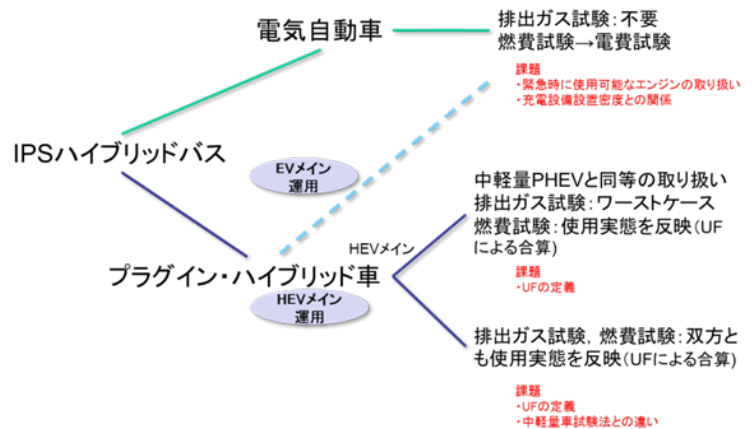 電気自動車
排出ガス試験：不要
燃費試験→電費試験
課題
・緊急時に使用可能なエンジンの取り扱い
・充電設備設置密度との関係
IPSハイブリッドバス
EVメイン
運用
中軽量PHEVと同等の取り扱い
排出ガス試験：ワーストケース
燃費試験：使用実態を反映(UF
による合算)
課題
・UFの定義
HEVメイン
プラグイン・ハイブリッド車
HEVメイン
運用
排出ガス試験，燃費試験：双方と
も使用実態を反映(UFによる合算)
課題
・UFの定義
・中軽量車試験法との違い